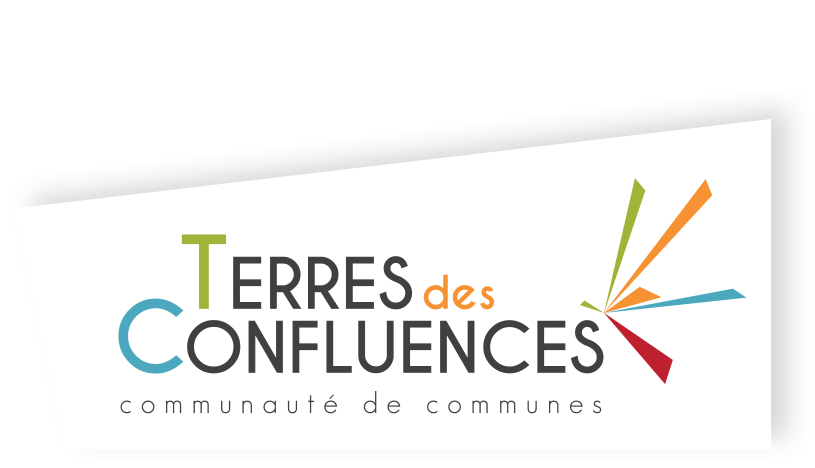 TERRES des
CONFLUENCES
communauté de communes